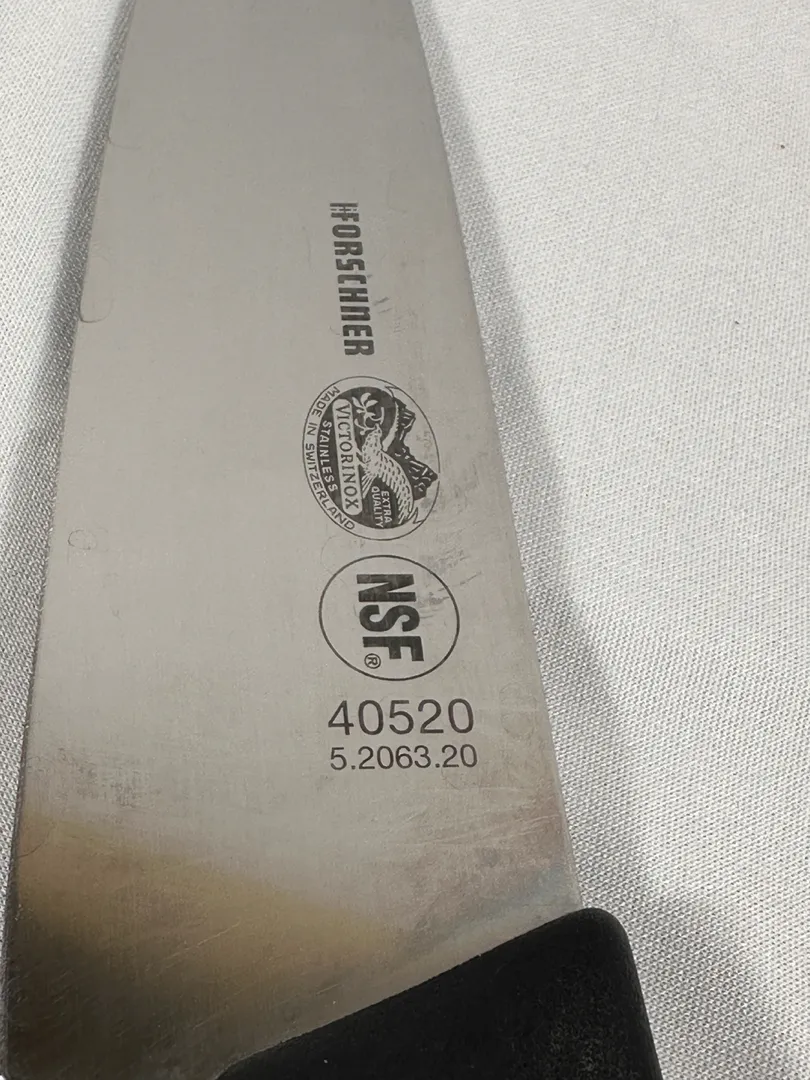 FORSCHNER
VICTORINOX
STAINLESS
MADE IN SWITZERLAND
EXTRA
QUALITY
NSF®
40520
5.2063.20